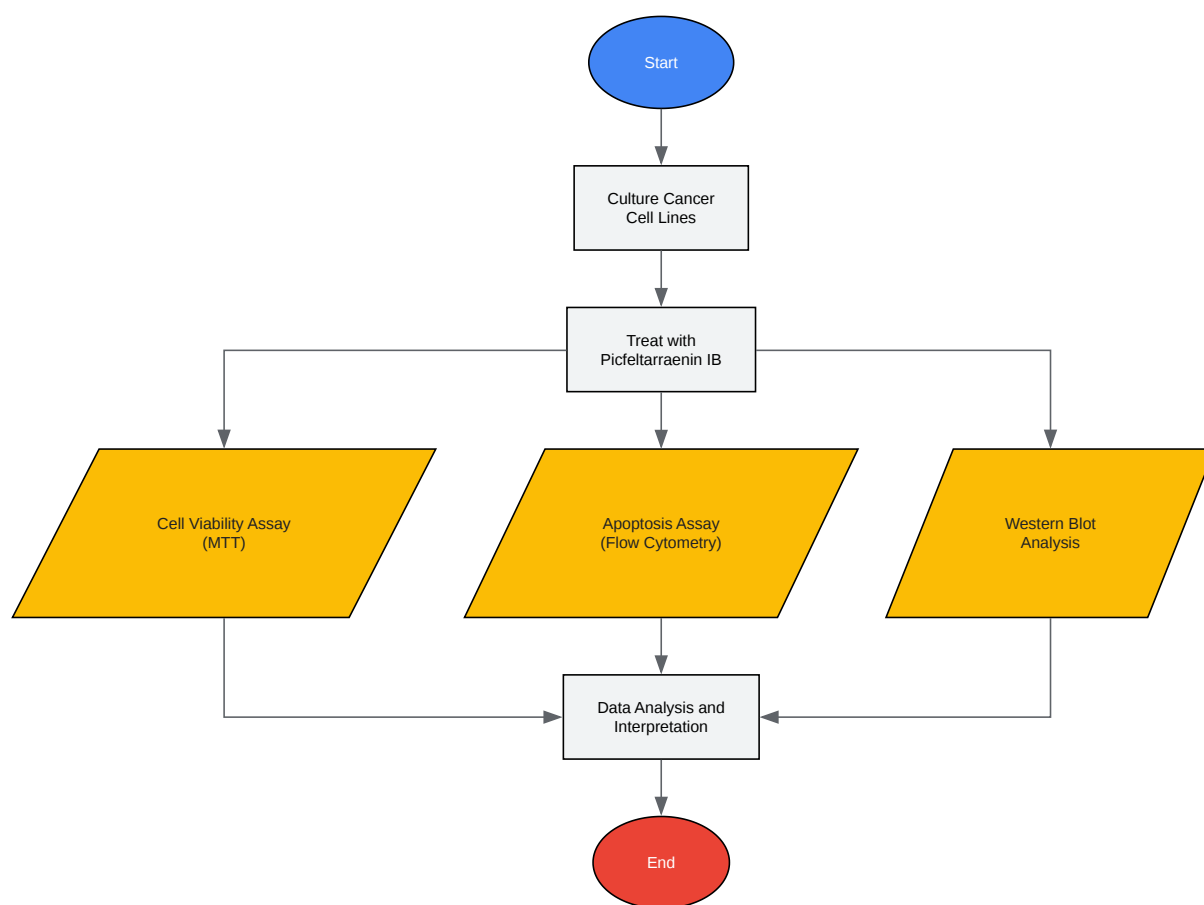 Start
Culture Cancer
Cell Lines
Treat with
Picfeltarraenin IB
Cell Viability Assay
(MTT)
Apoptosis Assay
(Flow Cytometry)
Western Blot
Analysis
Data Analysis and
Interpretation
End